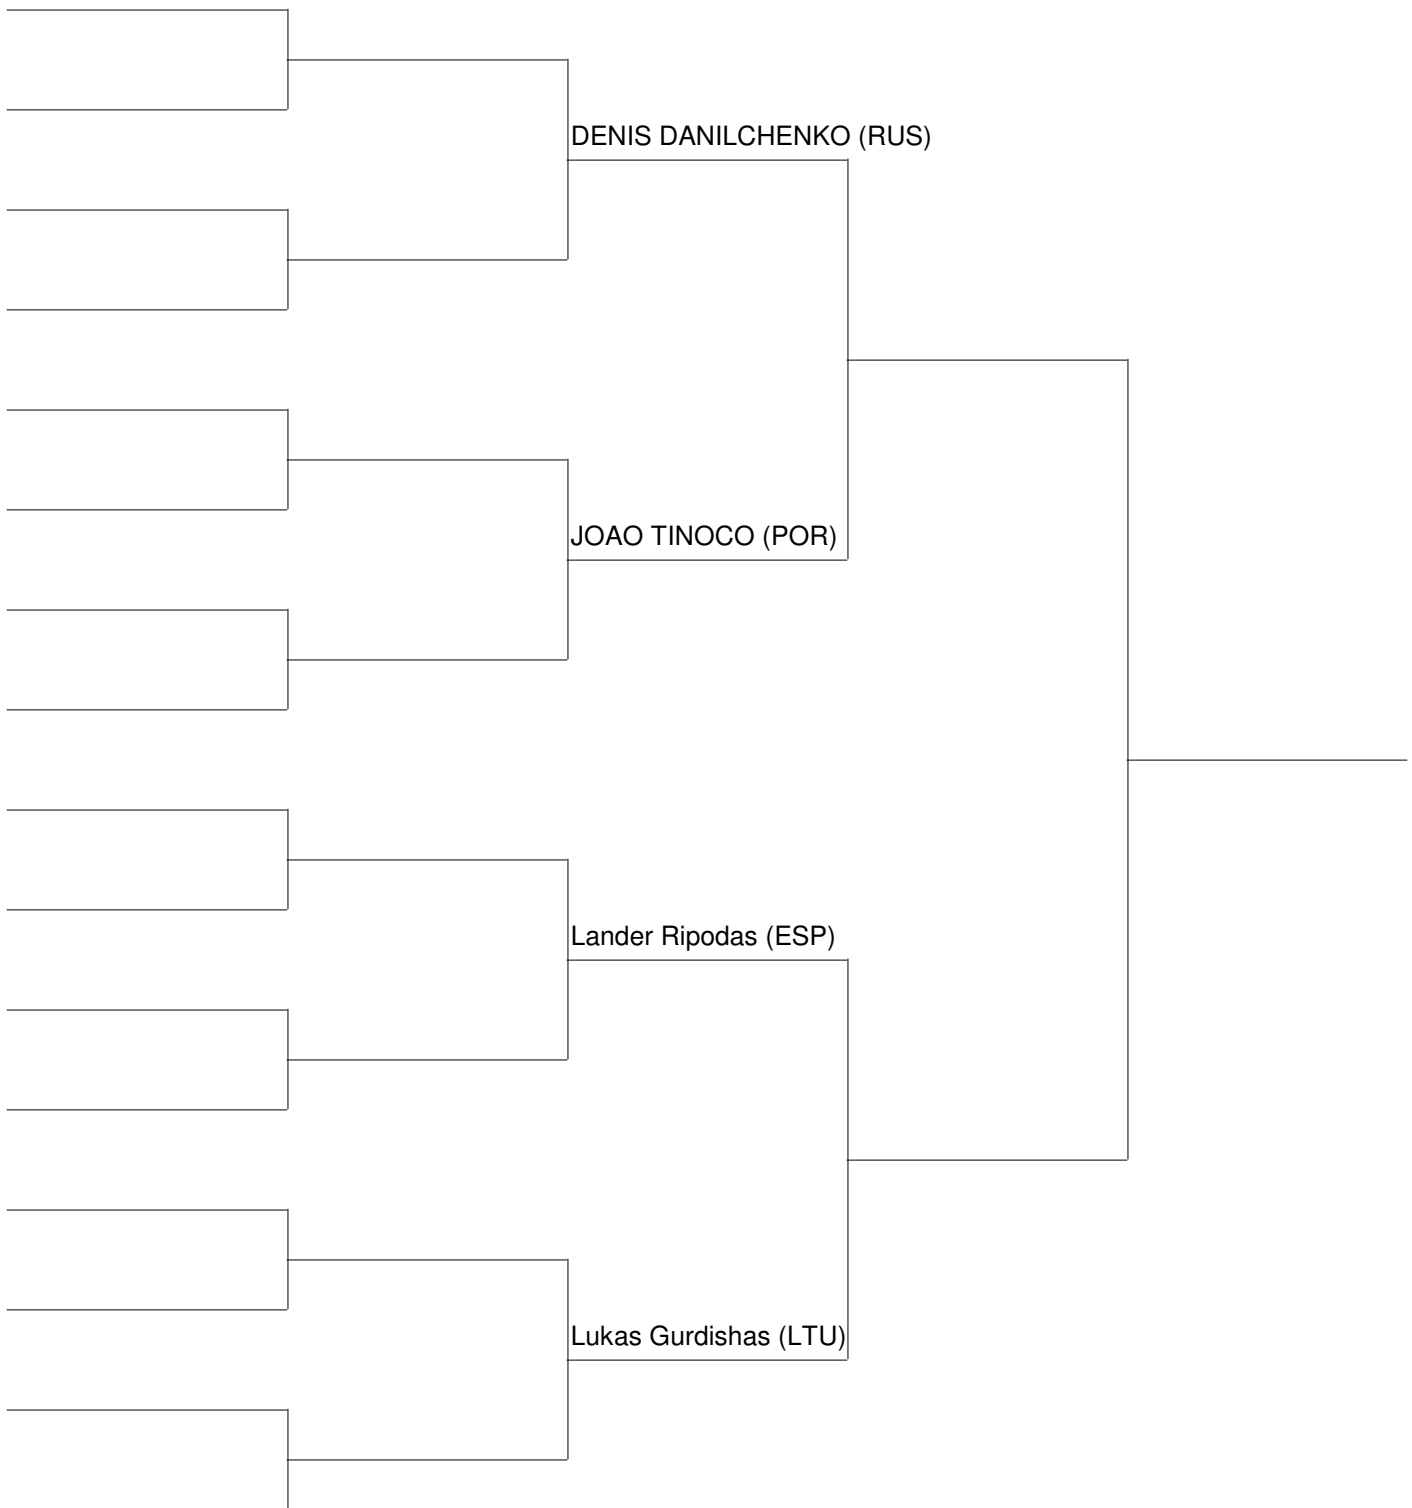 DENIS DANILCHENKO (RUS)
JOAO TINOCO (POR)
Lander Ripodas (ESP)
Lukas Gurdishas (LTU)